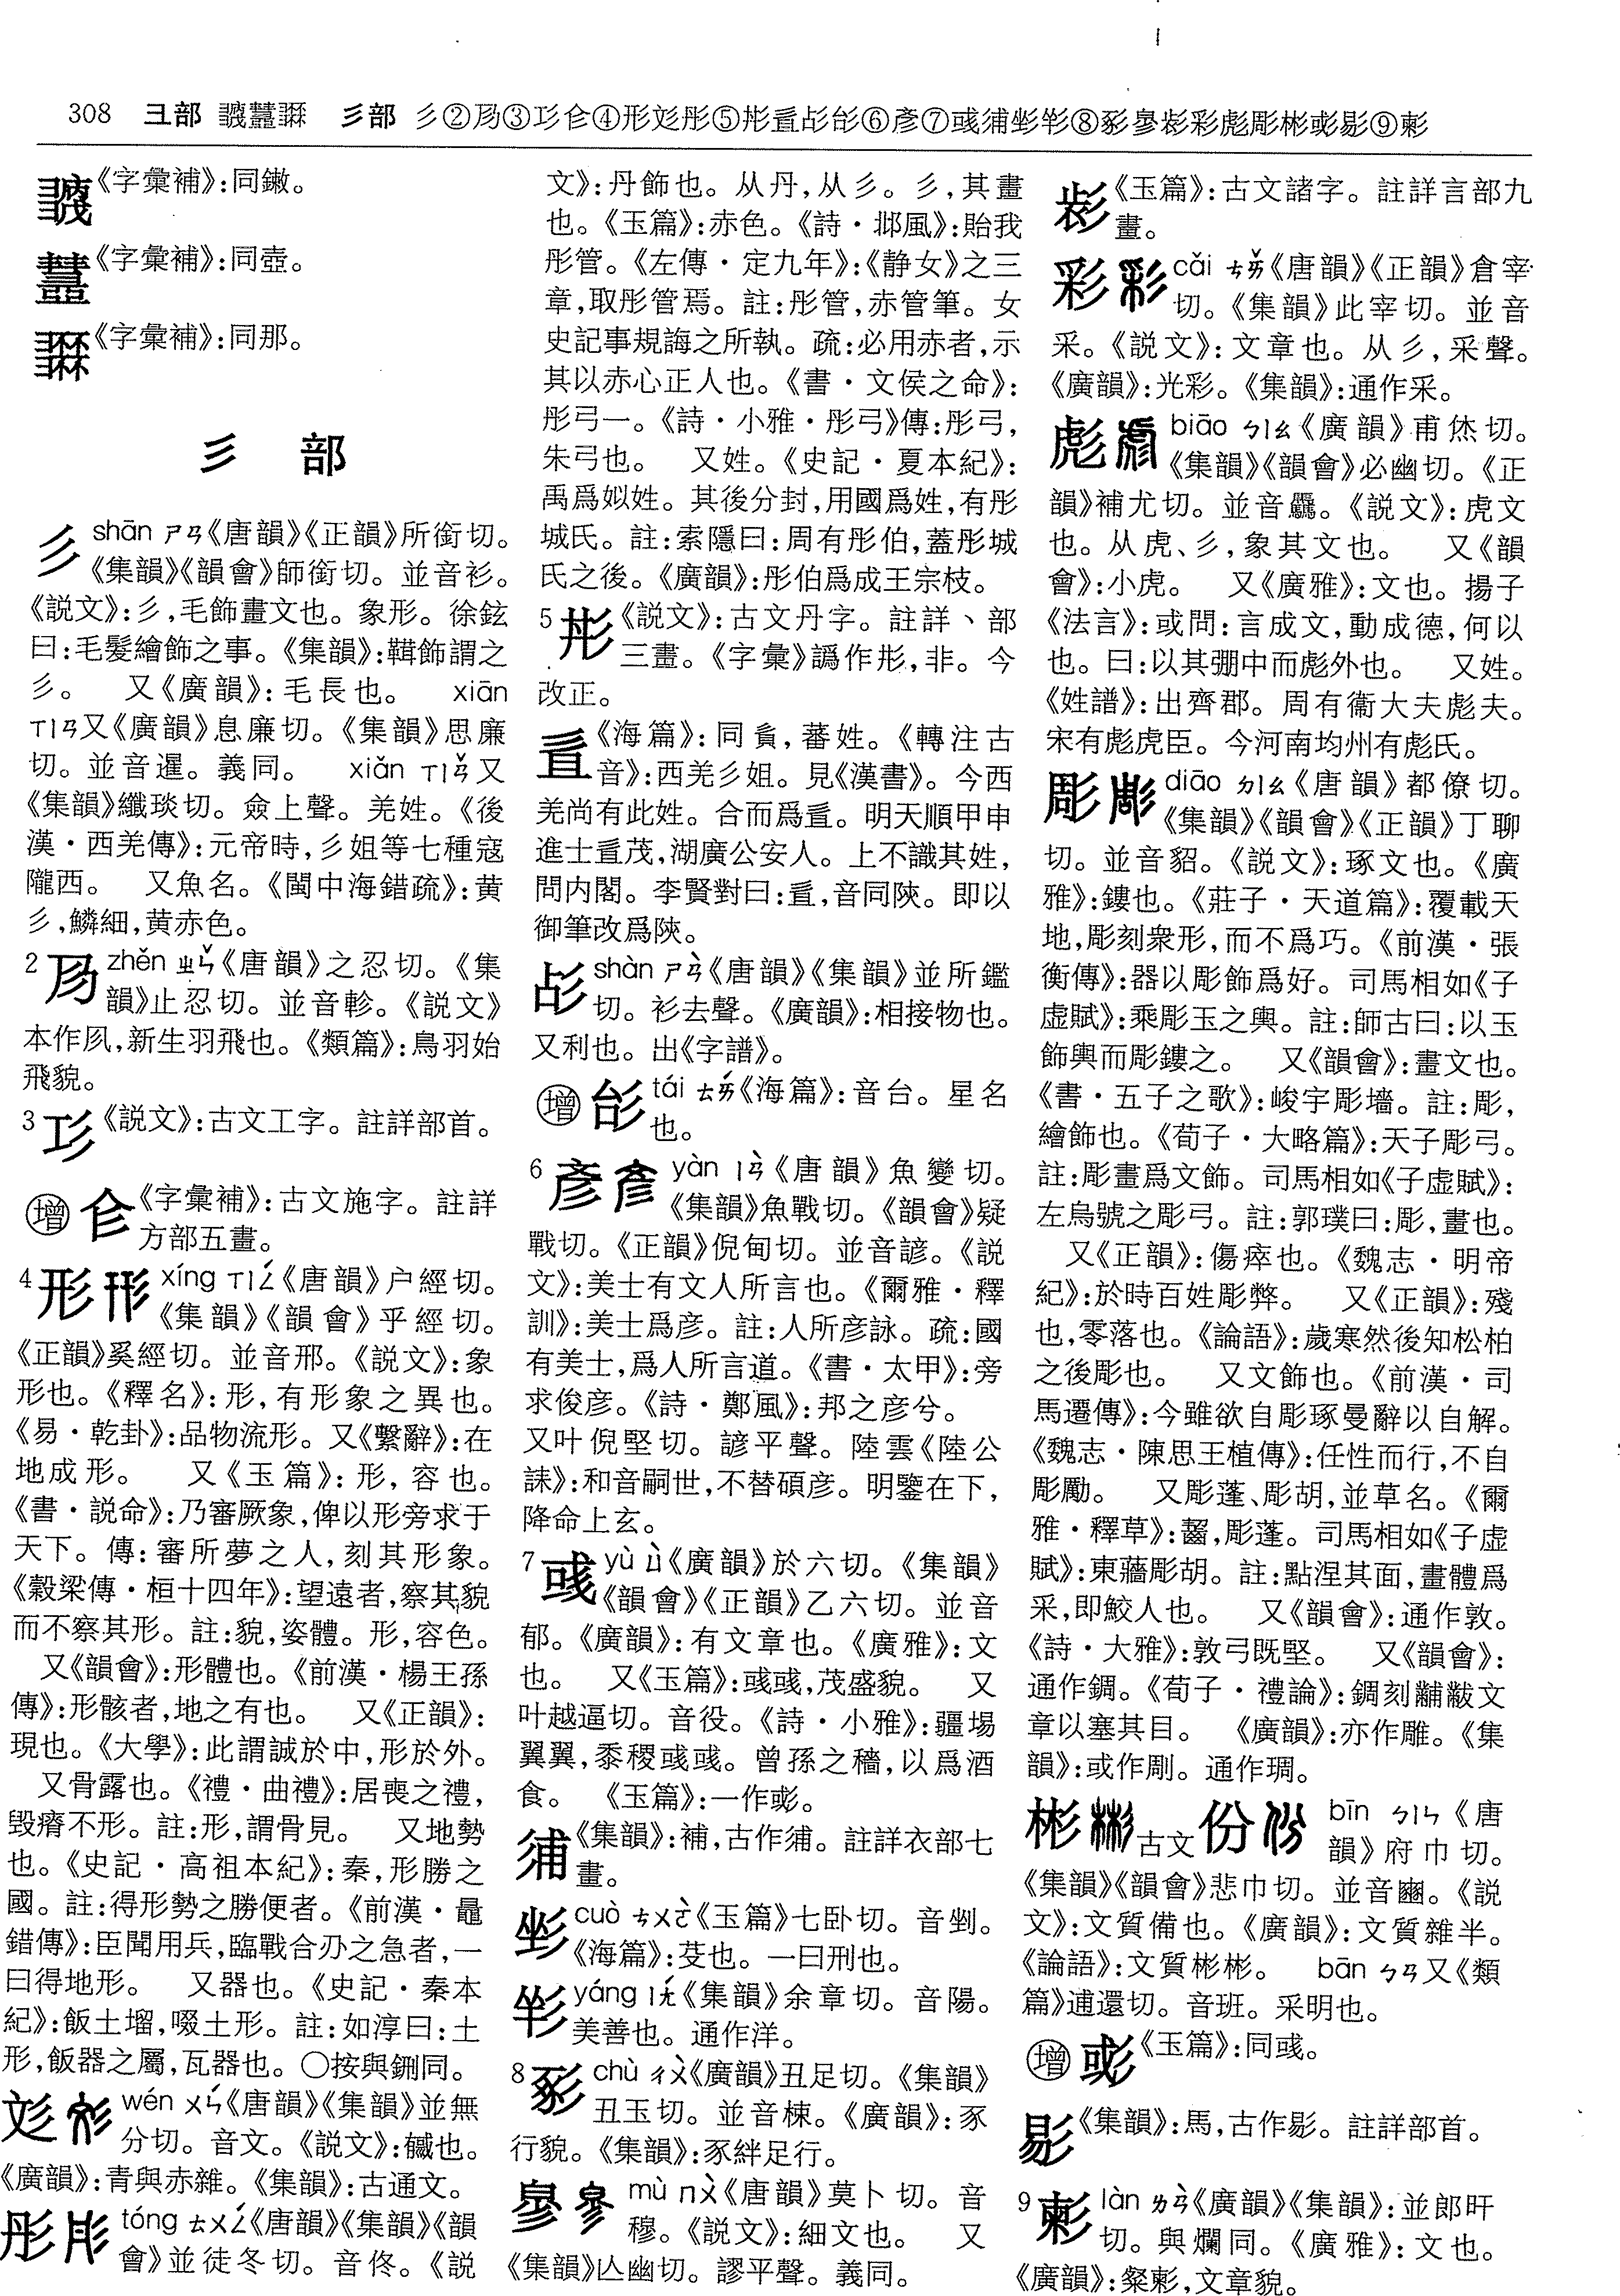 308 彐部 彡部 彡②㐱③④形彣彤⑤⑥彥⑦彧⑧彩彪彫彬⑨
《字彙補》:同鏾。
《字彙補》:同壼。
《字彙補》:同那。
彡 部
彡 shān ㄕㄢ《唐韻》《正韻》所銜切。
《集韻》《韻會》師銜切。並音衫。
《説文》:彡,毛飾畫文也。象形。徐鉉
曰:毛髮繪飾之事。《集韻》:鞾飾謂之
彡。 又《廣韻》:毛長也。 xiān
ㄒㄧㄢ又《廣韻》息廉切。《集韻》思廉
切。並音暹。義同。 xiǎn ㄒㄧㄢˇ又
《集韻》纖琰切。僉上聲。羌姓。《後
漢・西羌傳》:元帝時,彡姐等七種寇
隴西。 又魚名。《閩中海錯疏》:黄
彡,鱗細,黄赤色。
2 㐱 zhěn ㄓㄣˇ《唐韻》之忍切。《集
韻》止忍切。並音軫。《説文》
本作㐱,新生羽飛也。《類篇》:鳥羽始
飛貌。
3 《説文》:古文工字。註詳部首。
增 《字彙補》:古文施字。註詳
方部五畫。
4 形 xíng ㄒㄧㄥˊ《唐韻》户經切。
《集韻》《韻會》乎經切。
《正韻》奚經切。並音邢。《説文》:象
形也。《釋名》:形,有形象之異也。
《易・乾卦》:品物流形。又《繫辭》:在
地成形。 又《玉篇》:形,容也。
《書・説命》:乃審厥象,俾以形旁求于
天下。傳:審所夢之人,刻其形象。
《穀梁傳・桓十四年》:望遠者,察其貌
而不察其形。註:貌,姿體。形,容色。
又《韻會》:形體也。《前漢・楊王孫
傳》:形骸者,地之有也。 又《正韻》:
現也。《大學》:此謂誠於中,形於外。
又骨露也。《禮・曲禮》:居喪之禮,
毁瘠不形。註:形,謂骨見。 又地勢
也。《史記・高祖本紀》:秦,形勝之
國。註:得形勢之勝便者。《前漢・鼂
錯傳》:臣聞用兵,臨戰合刃之急者,一
曰得地形。 又器也。《史記・秦本
紀》:飯土塯,啜土形。註:如淳曰:土
形,飯器之屬,瓦器也。〇按與鉶同。
彣 wén ㄨㄣˊ《唐韻》《集韻》並無
分切。音文。《説文》:䬑也。
《廣韻》:青與赤雜。《集韻》:古通文。
彤 tóng ㄊㄨㄥˊ《唐韻》《集韻》《韻
會》並徒冬切。音佟。《説
文》:丹飾也。从丹,从彡。彡,其畫
也。《玉篇》:赤色。《詩・邶風》:貽我
彤管。《左傳・定九年》:《静女》之三
章,取彤管焉。註:彤管,赤管筆。女
史記事規誨之所執。疏:必用赤者,示
其以赤心正人也。《書・文侯之命》:
彤弓一。《詩・小雅・彤弓》傳:彤弓,
朱弓也。 又姓。《史記・夏本紀》:
禹爲姒姓。其後分封,用國爲姓,有彤
城氏。註:索隱曰:周有彤伯,蓋彤城
氏之後。《廣韻》:彤伯爲成王宗枝。
5 《説文》:古文丹字。註詳丶部
三畫。《字彙》譌作彤,非。今
改正。
《海篇》:同,蕃姓。《轉注古
音》:西羌彡姐。見《漢書》。今西
羌尚有此姓。合而爲。明天順甲申
進士茂,湖廣公安人。上不識其姓,
問内閣。李賢對曰:,音同陝。即以
御筆改爲陝。
shàn ㄕㄢˋ《唐韻》《集韻》並所鑑
切。衫去聲。《廣韻》:相接物也。
又利也。出《字譜》。
增 tái ㄊㄞˊ《海篇》:音台。星名
也。
6 彥 yàn ㄧㄢˋ《唐韻》魚變切。
《集韻》魚戰切。《韻會》疑
戰切。《正韻》倪甸切。並音諺。《説
文》:美士有文人所言也。《爾雅・釋
訓》:美士爲彦。註:人所彦詠。疏:國
有美士,爲人所言道。《書・太甲》:旁
求俊彦。《詩・鄭風》:邦之彦兮。
又叶倪堅切。諺平聲。陸雲《陸公
誄》:和音嗣世,不替碩彦。明鑒在下,
降命上玄。
7 彧 yù ㄩˋ《廣韻》於六切。《集韻》
《韻會》《正韻》乙六切。並音
郁。《廣韻》:有文章也。《廣雅》:文
也。 又《玉篇》:彧彧,茂盛貌。 又
叶越逼切。音役。《詩・小雅》:疆埸
翼翼,黍稷彧彧。曾孫之穡,以爲酒
食。 《玉篇》:一作。
《集韻》:補,古作。註詳衣部七
畫。
cuò ㄘㄨㄛˋ《玉篇》七卧切。音剉。
《海篇》:芟也。一曰刑也。
yáng ㄧㄤˊ《集韻》余章切。音陽。
美善也。通作洋。
8 chù ㄔㄨˋ《廣韻》丑足切。《集韻》
丑玉切。並音楝。《廣韻》:豕
行貌。《集韻》:豕絆足行。
mù ㄇㄨˋ《唐韻》莫卜切。音
穆。《説文》:細文也。 又
《集韻》亾幽切。謬平聲。義同。
《玉篇》:古文諸字。註詳言部九
畫。
彩 cǎi ㄘㄞˇ《唐韻》《正韻》倉宰
切。《集韻》此宰切。並音
采。《説文》:文章也。从彡,采聲。
《廣韻》:光彩。《集韻》:通作采。
彪 biāo ㄅㄧㄠ《廣韻》甫烋切。
《集韻》《韻會》必幽切。《正
韻》補尤切。並音飍。《説文》:虎文
也。从虎、彡,象其文也。 又《韻
會》:小虎。 又《廣雅》:文也。揚子
《法言》:或問:言成文,動成德,何以
也。曰:以其弸中而彪外也。 又姓。
《姓譜》:出齊郡。周有衞大夫彪夫。
宋有彪虎臣。今河南均州有彪氏。
彫 diāo ㄉㄧㄠ《唐韻》都僚切。
《集韻》《韻會》《正韻》丁聊
切。並音貂。《説文》:琢文也。《廣
雅》:鏤也。《莊子・天道篇》:覆載天
地,彫刻衆形,而不爲巧。《前漢・張
衡傳》:器以彫飾爲好。司馬相如《子
虚賦》:乘彫玉之輿。註:師古曰:以玉
飾輿而彫鏤之。 又《韻會》:畫文也。
《書・五子之歌》:峻宇彫墻。註:彫,
繪飾也。《荀子・大略篇》:天子彫弓。
註:彫畫爲文飾。司馬相如《子虚賦》:
左烏號之彫弓。註:郭璞曰:彫,畫也。
又《正韻》:傷瘁也。《魏志・明帝
紀》:於時百姓彫弊。 又《正韻》:殘
也,零落也。《論語》:歲寒然後知松柏
之後彫也。 又文飾也。《前漢・司
馬遷傳》:今雖欲自彫琢曼辭以自解。
《魏志・陳思王植傳》:任性而行,不自
彫勵。 又彫蓬、彫胡,並草名。《爾
雅・釋草》:齧,彫蓬。司馬相如《子虚
賦》:東蘠彫胡。註:點涅其面,畫體爲
采,即鮫人也。 又《韻會》:通作敦。
《詩・大雅》:敦弓既堅。 又《韻會》:
通作錭。《荀子・禮論》:錭刻黼黻文
章以塞其目。 《廣韻》:亦作雕。《集
韻》:或作剮。通作琱。
彬 古文份 bīn ㄅㄧㄣ《唐
韻》府巾切。
《集韻》《韻會》悲巾切。並音豳。《説
文》:文質備也。《廣韻》:文質雜半。
《論語》:文質彬彬。 bān ㄅㄢ又《類
篇》逋還切。音班。采明也。
增 《玉篇》:同彧。
《集韻》:馬,古作。註詳部首。
9 làn ㄌㄢˋ《廣韻》《集韻》:並郎旰
切。與爛同。《廣雅》:文也。
《廣韻》:粲,文章貌。